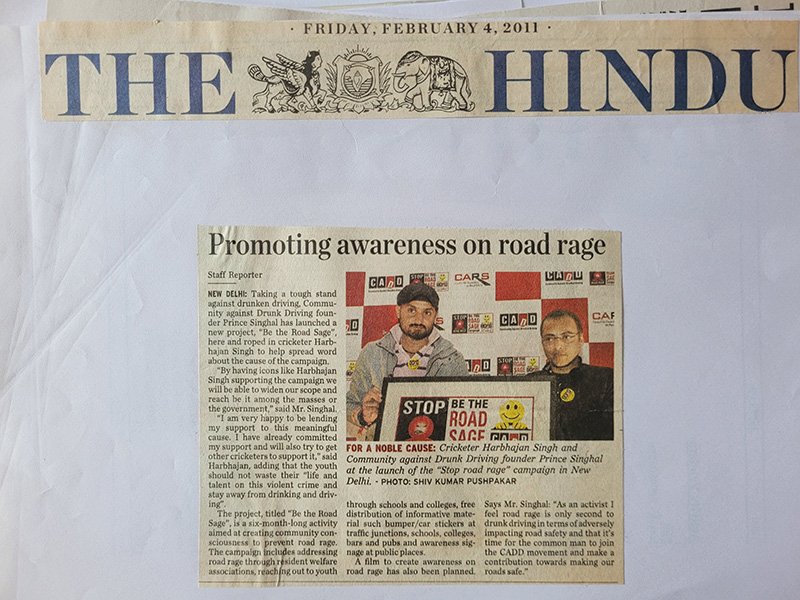 · FRIDAY, FEBRUARY 4, 2011 ·
THE HINDU
Promoting awareness on road rage
Staff Reporter
NEW DELHI: Taking a tough stand
against drunken driving, Commu-
nity against Drunk Driving foun-
der Prince Singhal has launched a
new project, "Be the Road Sage",
here and roped in cricketer Harb-
hajan Singh to help spread word
about the cause of the campaign.
"By having icons like Harbhajan
Singh supporting the campaign we
will be able to widen our scope and
reach be it among the masses or
the government," said Mr. Singhal.
"I am very happy to be lending
my support to this meaningful
cause. I have already committed
my support and will also try to get
other cricketers to support it," said
Harbhajan, adding that the youth
should not waste their "life and
talent on this violent crime and
stay away from drinking and driv-
ing".
The project, titled "Be the Road
Sage", is a six-month-long activity
aimed at creating community con-
sciousness to prevent road rage.
The campaign includes addressing
road rage through resident welfare
associations, reaching out to youth
CADD
CARS
CADD
CADD
CAR
STOP
BE THE
ROAD
SAGE
CADD
FOR A NOBLE CAUSE: Cricketer Harbhajan Singh and
Community against Drunk Driving founder Prince Singhal
at the launch of the "Stop road rage" campaign in New
Delhi. · PHOTO: SHIV KUMAR PUSHPAKAR
through schools and colleges, free
distribution of informative mate-
rial such bumper/car stickers at
traffic junctions, schools, colleges,
bars and pubs and awareness sig-
nage at public places.
A film to create awareness on
road rage has also been planned.
Says Mr. Singhal: "As an activist I
feel road rage is only second to
drunk driving in terms of adversely
impacting road safety and that it's
time for the common man to join
the CADD movement and make a
contribution towards making our
roads safe."